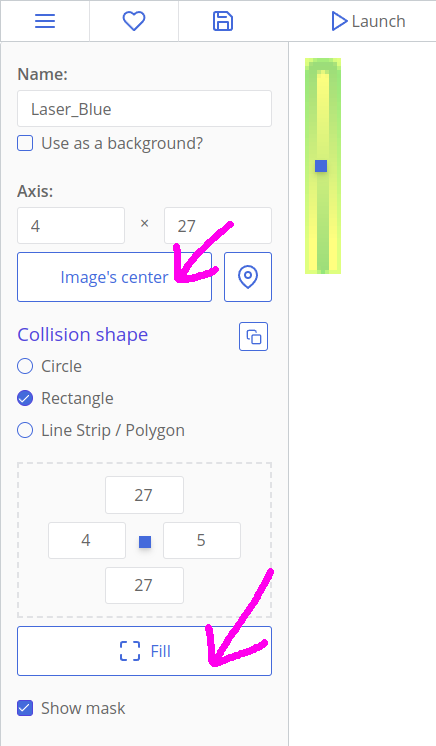 Launch
Name:
Laser_Blue
Use as a background?
Axis:
4 × 27
Image's center
Collision shape
Circle
Rectangle
Line Strip / Polygon
27
4 5
27
Fill
Show mask